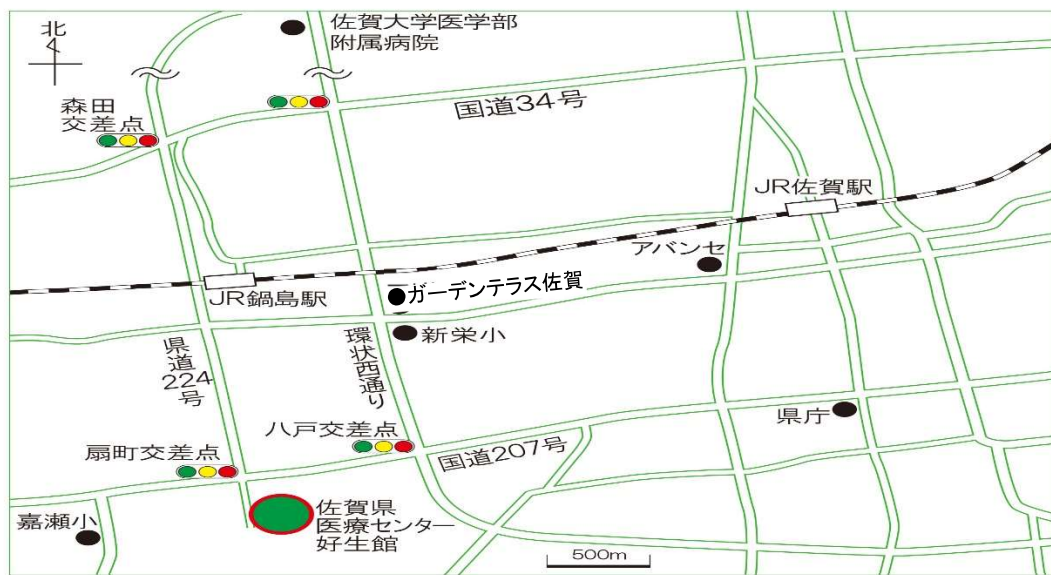 北
佐賀大学医学部
附属病院
森田
交差点
国道34号
JR佐賀駅
アバンセ
ガーデンテラス佐賀
JR鍋島駅
新栄小
県道
224
号
環状西通り
県庁
八戸交差点
国道207号
扇町交差点
佐賀県
医療センター
好生館
嘉瀬小
500m